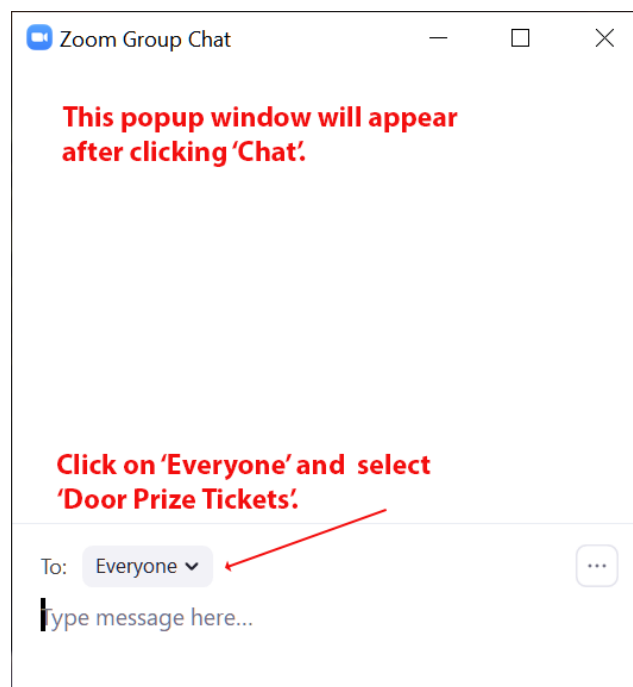 Zoom Group Chat
This popup window will appear
after clicking ‘Chat’.
Click on ‘Everyone’ and  select
‘Door Prize Tickets’.
To: Everyone
Type message here...